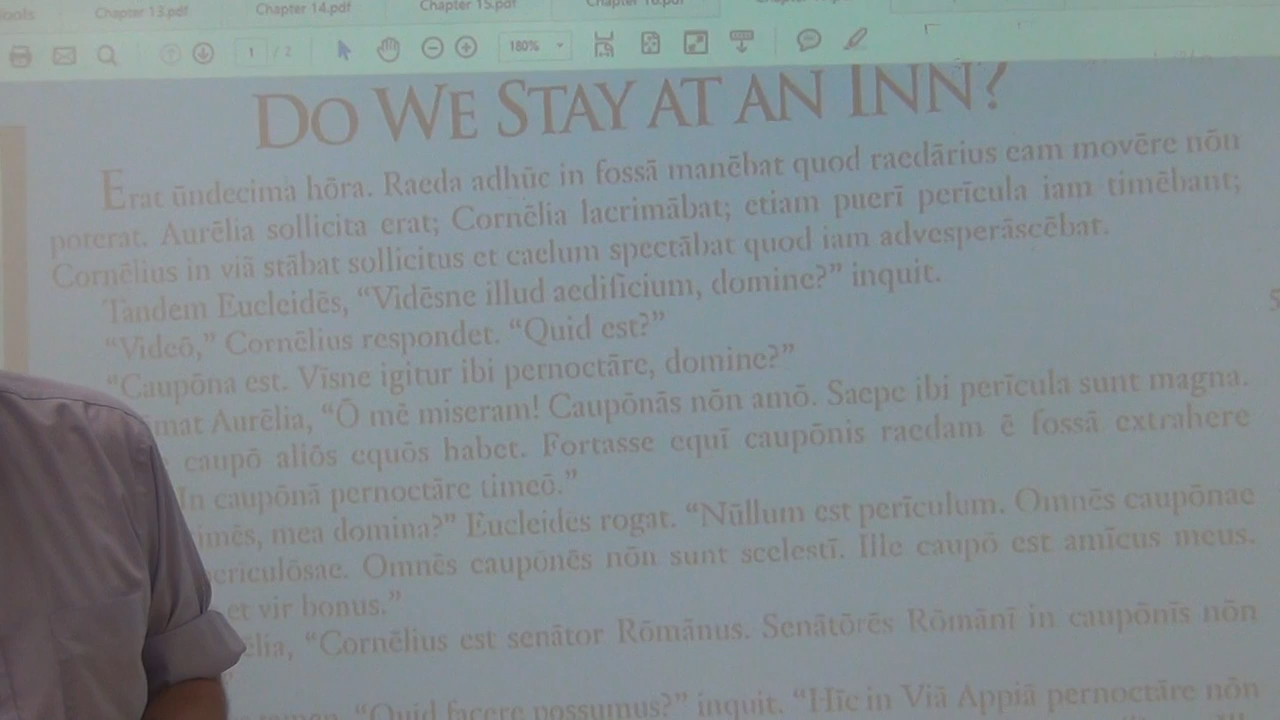 ools Chapter 13.pdf Chapter 14.pdf Chapter 15.pdf
1 / 2 180%
DO WE STAY AT AN INN?
Erat ūndecima hōra. Raeda adhūc in fossā manēbat quod raedārius eam movēre nōn
poterat. Aurēlia sollicita erat; Cornēlia lacrimābat; etiam puerī perīcula iam timēbant;
Cornēlius in viā stābat sollicitus et caelum spectābat quod iam advesperāscēbat.
Tandem Eucleidēs, “Vidēsne illud aedificium, domine?” inquit.
“Videō,” Cornēlius respondet. “Quid est?”
5
“Caupōna est. Vīsne igitur ibi pernoctāre, domine?”
mat Aurēlia, “Ō mē miseram! Caupōnās nōn amō. Saepe ibi perīcula sunt magna.
caupō aliōs equōs habet. Fortasse equī caupōnis raedam ē fossā extrahere
In caupōnā pernoctāre timeō.”
imēs, mea domina?” Eucleidēs rogat. “Nūllum est perīculum. Omnēs caupōnae
erīculōsae. Omnēs caupōnēs nōn sunt scelestī. Ille caupō est amīcus meus.
et vir bonus.”
ēlia, “Cornēlius est senātor Rōmānus. Senātōrēs Rōmānī in caupōnīs nōn
tamen, “Quid facere possumus?” inquit. “Hīc in Viā Appiā pernoctāre nōn